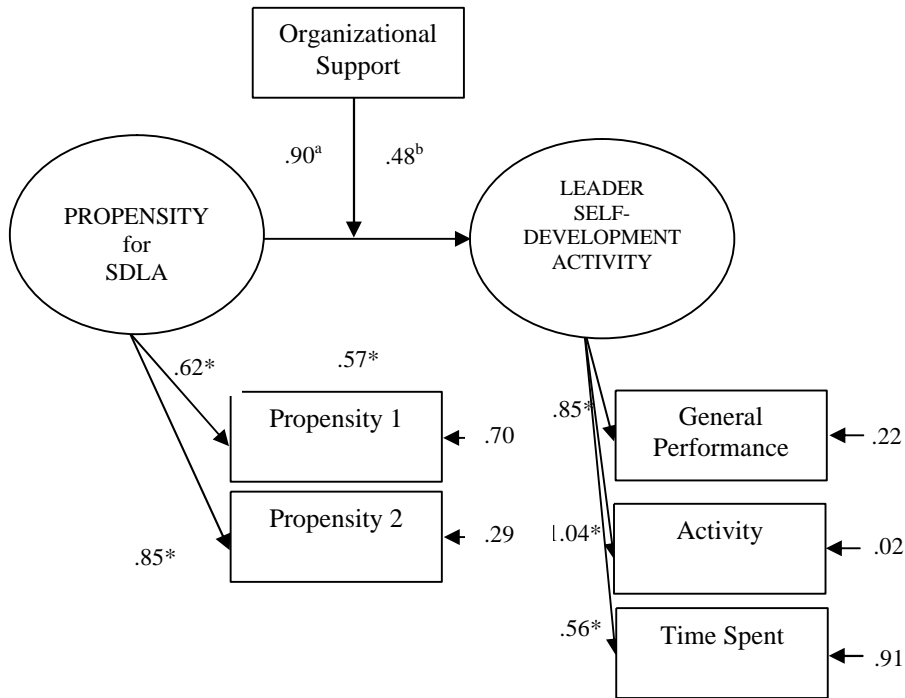 Organizational
Support
.90ᵃ .48ᵇ
PROPENSITY
for
SDLA
LEADER
SELF-
DEVELOPMENT
ACTIVITY
.62* .57*
Propensity 1
.70
Propensity 2
.29
.85*
.85*
General
Performance
.22
1.04*
Activity
.02
.56*
Time Spent
.91